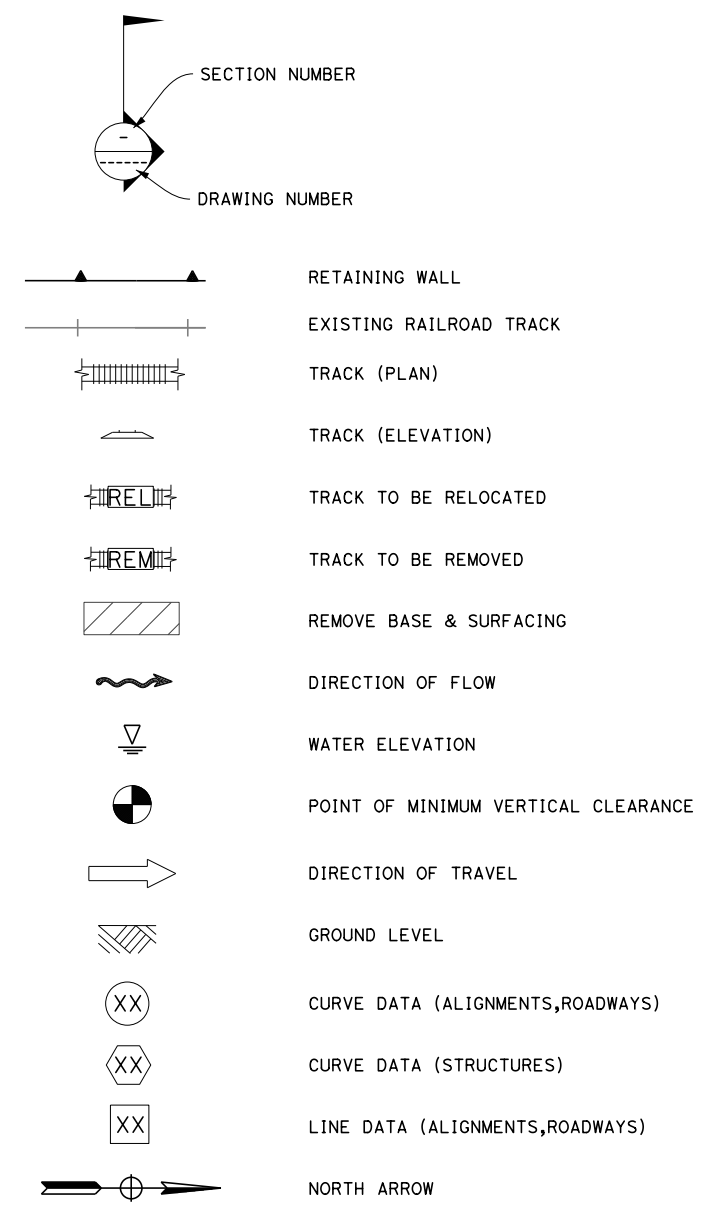 SECTION NUMBER
DRAWING NUMBER
RETAINING WALL
EXISTING RAILROAD TRACK
TRACK (PLAN)
TRACK (ELEVATION)
REL TRACK TO BE RELOCATED
REM TRACK TO BE REMOVED
REMOVE BASE & SURFACING
DIRECTION OF FLOW
WATER ELEVATION
POINT OF MINIMUM VERTICAL CLEARANCE
DIRECTION OF TRAVEL
GROUND LEVEL
XX CURVE DATA (ALIGNMENTS,ROADWAYS)
XX CURVE DATA (STRUCTURES)
XX LINE DATA (ALIGNMENTS,ROADWAYS)
NORTH ARROW